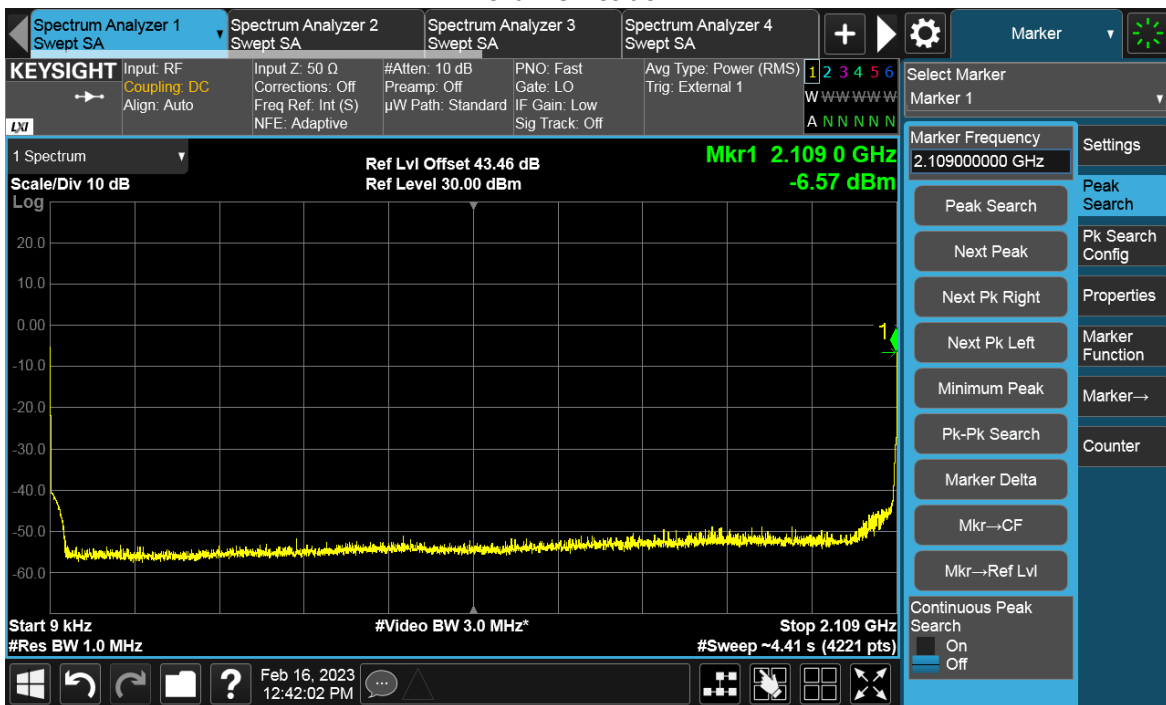 Spectrum Analyzer 1
Swept SA
Spectrum Analyzer 2
Swept SA
Spectrum Analyzer 3
Swept SA
Spectrum Analyzer 4
Swept SA
+
Marker
KEYSIGHT
LXI
Input: RF
Coupling: DC
Align: Auto
Input Z: 50 Ω
Corrections: Off
Freq Ref: Int (S)
NFE: Adaptive
#Atten: 10 dB
Preamp: Off
µW Path: Standard
PNO: Fast
Gate: LO
IF Gain: Low
Sig Track: Off
Avg Type: Power (RMS)
Trig: External 1
1 2 3 4 5 6
W W W W W W
A N N N N N
Select Marker
Marker 1
1 Spectrum
Scale/Div 10 dB
Log
Ref Lvl Offset 43.46 dB
Ref Level 30.00 dBm
Mkr1 2.109 0 GHz
-6.57 dBm
20.0
10.0
0.00
-10.0
-20.0
-30.0
-40.0
-50.0
-60.0
1
Start 9 kHz
#Res BW 1.0 MHz
#Video BW 3.0 MHz*
Stop 2.109 GHz
#Sweep ~4.41 s (4221 pts)
Marker Frequency
2.109000000 GHz
Peak Search
Next Peak
Next Pk Right
Next Pk Left
Minimum Peak
Pk-Pk Search
Marker Delta
Mkr→CF
Mkr→Ref Lvl
Continuous Peak
Search
On
Off
Settings
Peak
Search
Pk Search
Config
Properties
Marker
Function
Marker→
Counter
?
Feb 16, 2023
12:42:02 PM